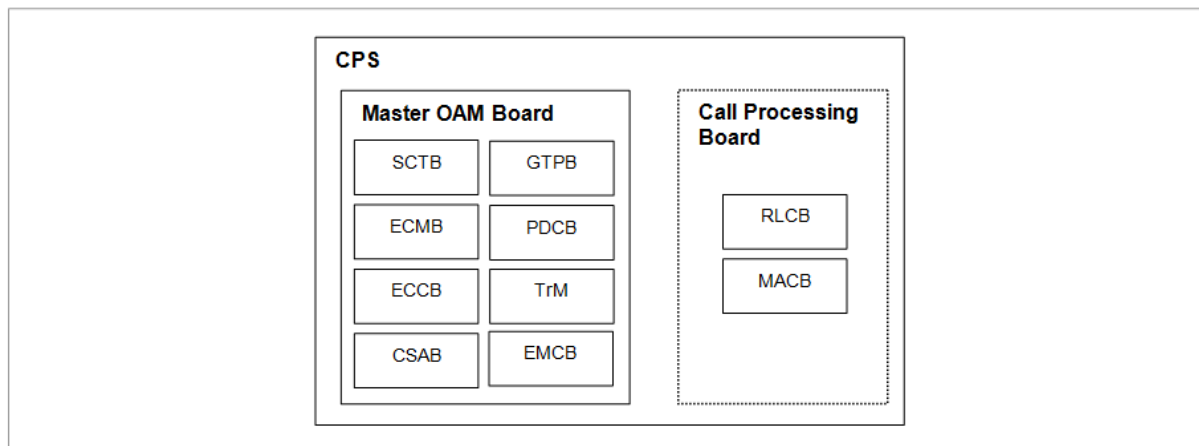 CPS
Master OAM Board
SCTB
GTPB
ECMB
PDCB
ECCB
TrM
CSAB
EMCB
Call Processing
Board
RLCB
MACB